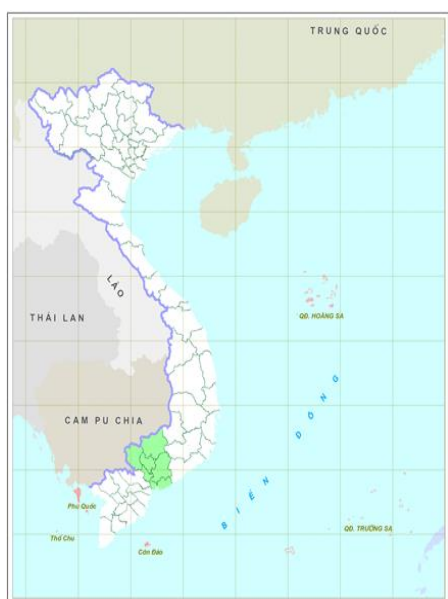 TRUNG QUỐC
LÀO
QĐ. HOÀNG SA
THÁI LAN
CAM PU CHIA
BIỂN ĐÔNG
Phú Quốc
QĐ. TRƯỜNG SA
Thổ Chu
Côn Đảo